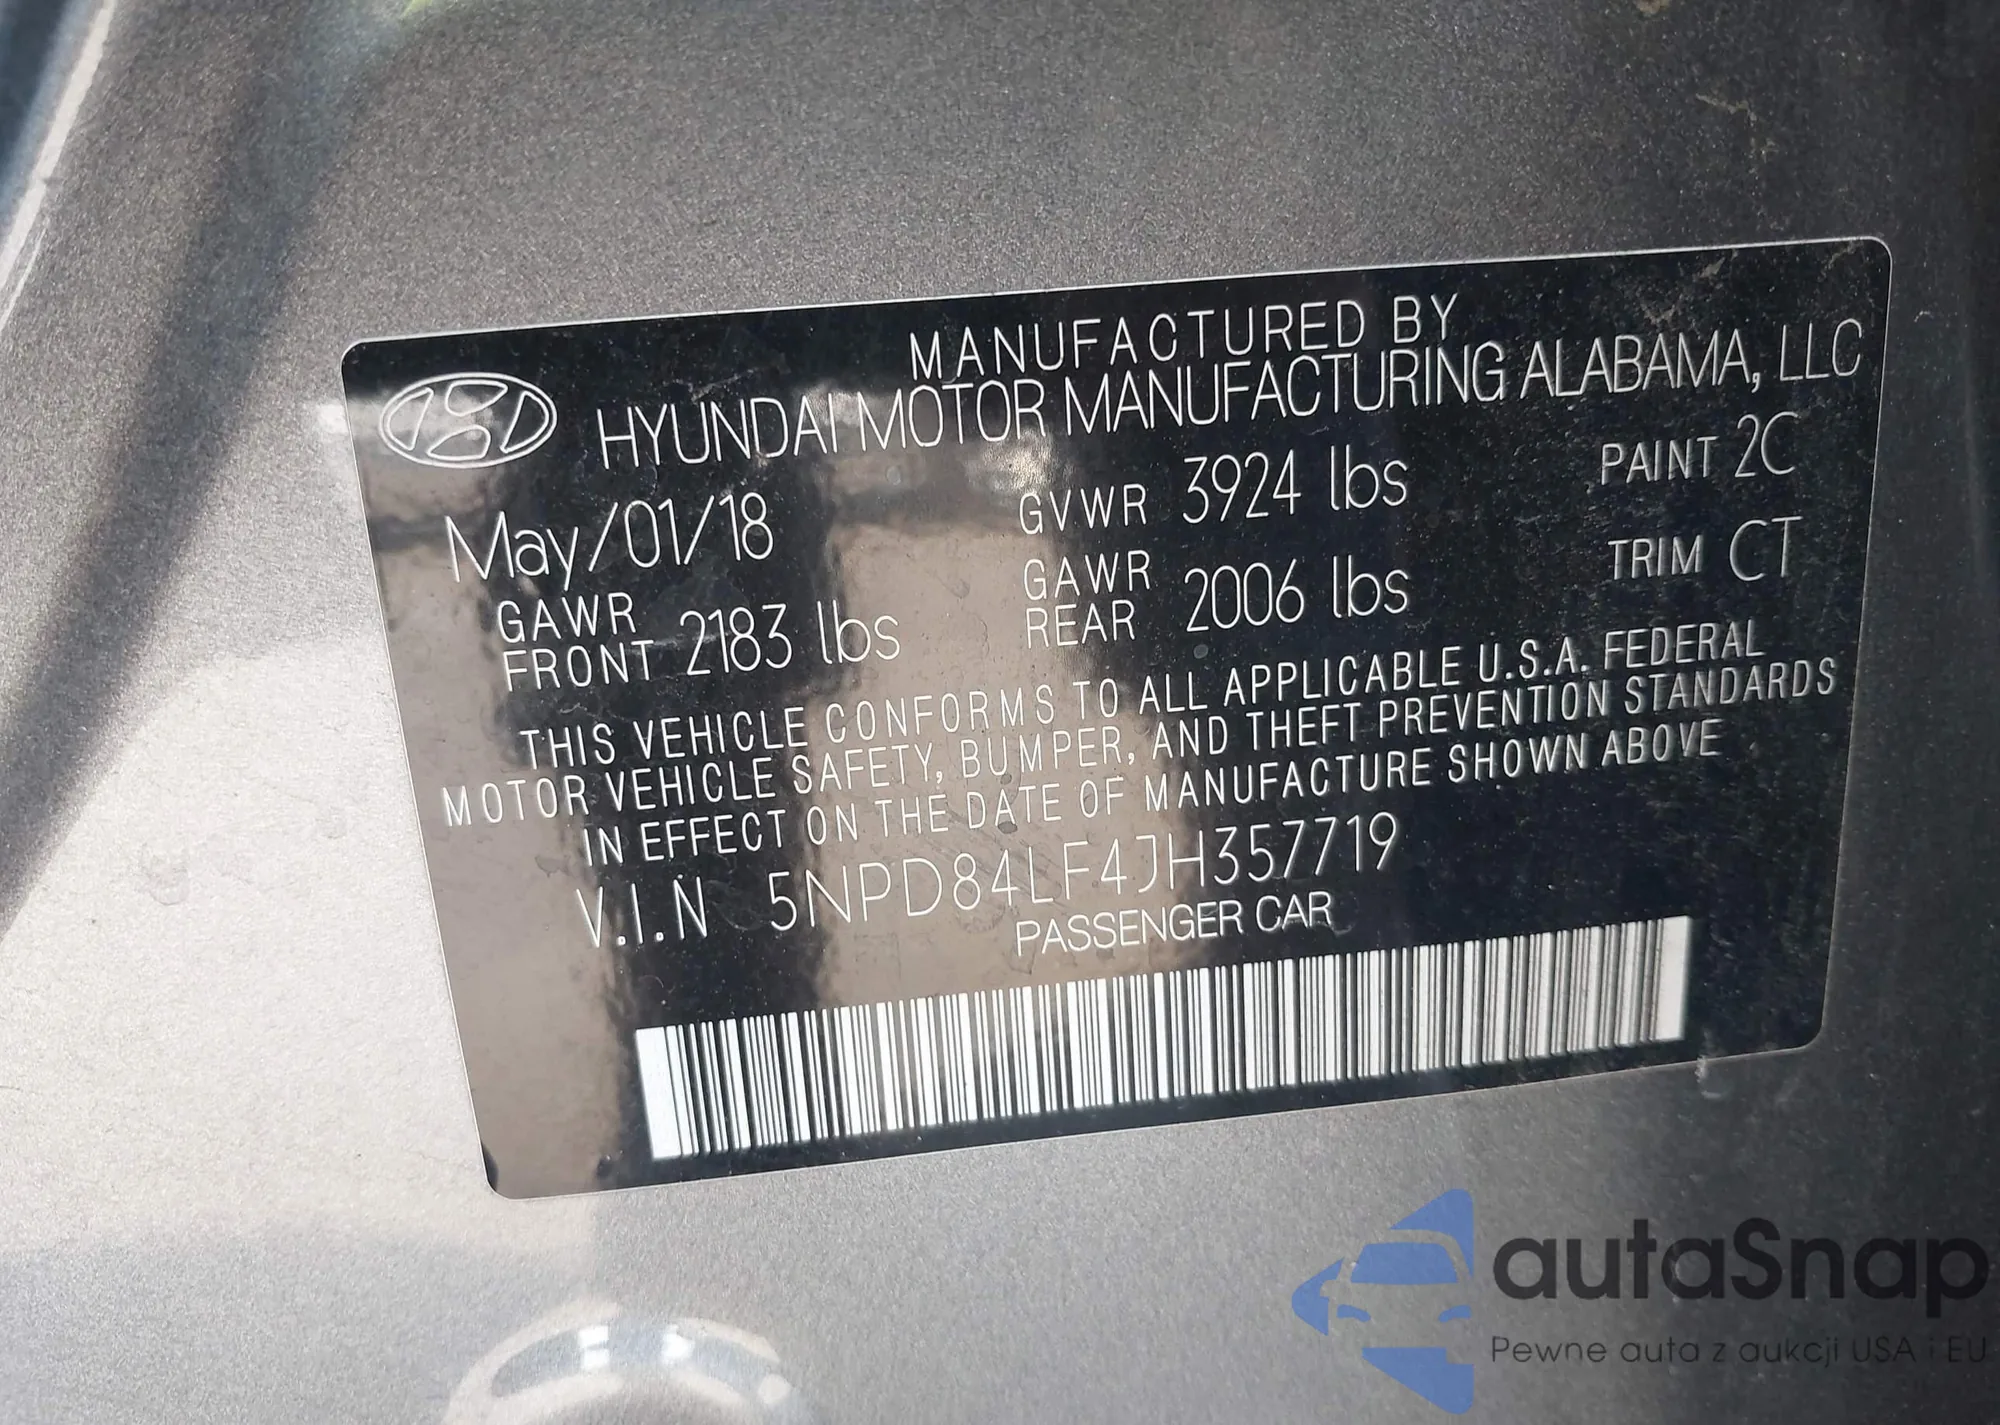 MANUFACTURED BY
HYUNDAI MOTOR MANUFACTURING ALABAMA, LLC
May/01/18 GVWR 3924 lbs PAINT 2C
GAWR FRONT 2183 lbs GAWR REAR 2006 lbs TRIM CT
THIS VEHICLE CONFORMS TO ALL APPLICABLE U.S.A. FEDERAL
MOTOR VEHICLE SAFETY, BUMPER, AND THEFT PREVENTION STANDARDS
IN EFFECT ON THE DATE OF MANUFACTURE SHOWN ABOVE
V.I.N 5NPD84LF4JH357719
PASSENGER CAR
autaSnap
Pewne auta z aukcji USA i EU